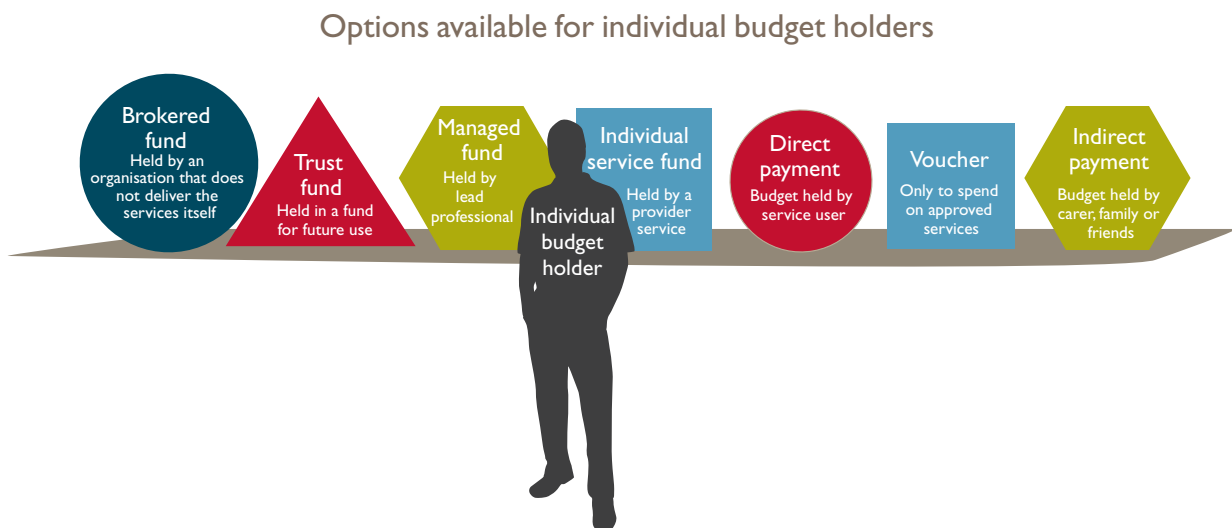 Options available for individual budget holders
Brokered
fund
Held by an
organisation that does
not deliver the
services itself
Trust
fund
Held in a fund
for future use
Managed
fund
Held by
lead
professional
Individual
budget
holder
Individual
service fund
Held by a
provider
service
Direct
payment
Budget held by
service user
Voucher
Only to spend
on approved
services
Indirect
payment
Budget held by
carer, family or
friends